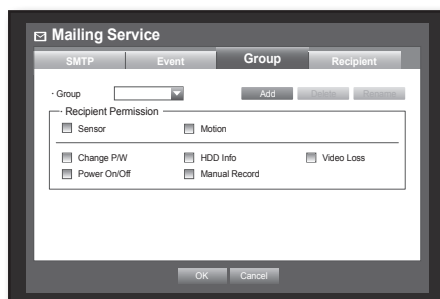 Mailing Service
SMTP Event Group Recipient
· Group Add Delete Rename
· Recipient Permission
Sensor Motion
Change P/W HDD Info Video Loss
Power On/Off Manual Record
OK Cancel